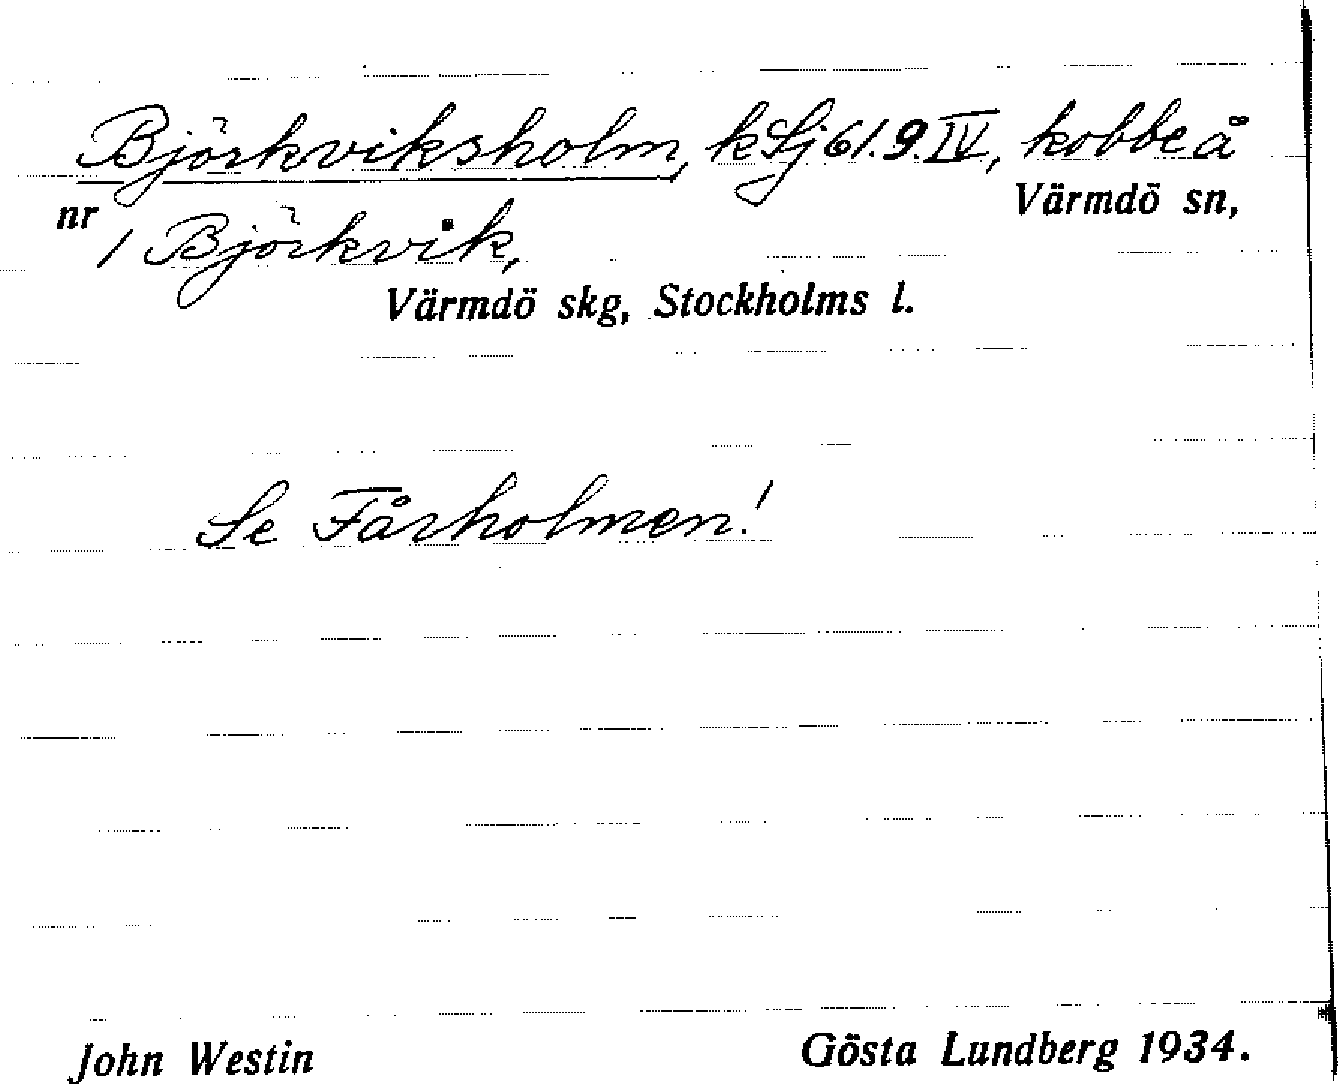 Björkviksholm, kSj 61.9.IV, kobbe å
nr 1 Björkvik, Värmdö sn,
Värmdö skg, Stockholms l.
Se Fårholmen!
John Westin Gösta Lundberg 1934.